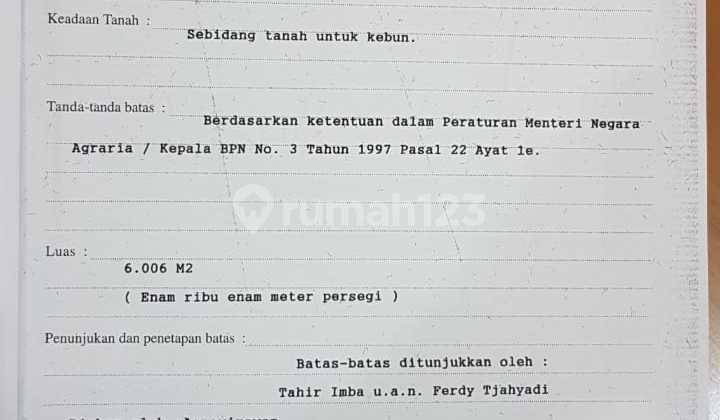 Keadaan Tanah :
Sebidang tanah untuk kebun.
Tanda-tanda batas :
Berdasarkan ketentuan dalam Peraturan Menteri Negara
Agraria / Kepala BPN No. 3 Tahun 1997 Pasal 22 Ayat 1e.
rumah123
Luas :
6.006 M2
( Enam ribu enam meter persegi )
Penunjukan dan penetapan batas :
Batas-batas ditunjukkan oleh :
Tahir Imba u.a.n. Ferdy Tjahyadi